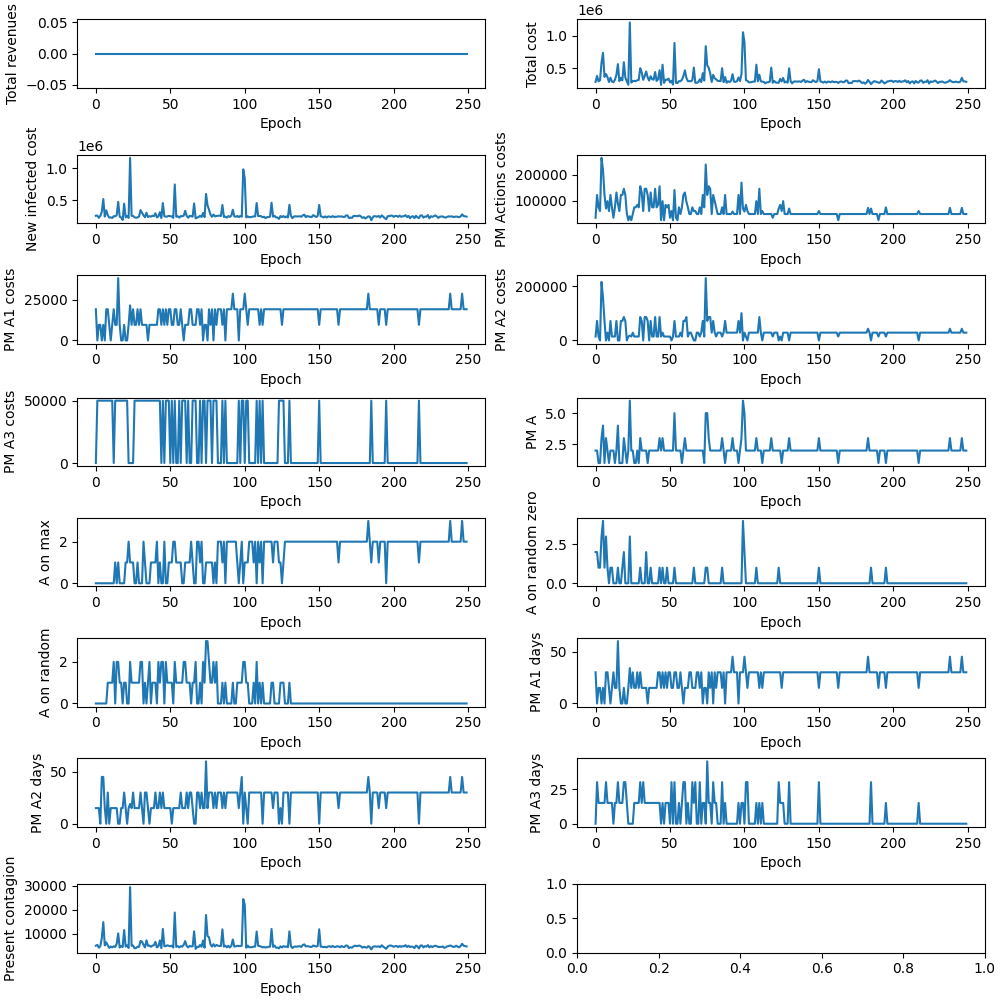 Total revenues
0.05
0.00
−0.05
0 50 100 150 200 250
Epoch
1e6
Total cost
1.0
0.5
0 50 100 150 200 250
Epoch
1e6
New infected cost
1.0
0.5
0 50 100 150 200 250
Epoch
PM Actions costs
200000
100000
0 50 100 150 200 250
Epoch
PM A1 costs
25000
0
0 50 100 150 200 250
Epoch
PM A2 costs
200000
0
0 50 100 150 200 250
Epoch
PM A3 costs
50000
0
0 50 100 150 200 250
Epoch
PM A
5.0
2.5
0 50 100 150 200 250
Epoch
A on max
2
0
0 50 100 150 200 250
Epoch
A on random zero
2.5
0.0
0 50 100 150 200 250
Epoch
A on random
2
0
0 50 100 150 200 250
Epoch
PM A1 days
50
0
0 50 100 150 200 250
Epoch
PM A2 days
50
0
0 50 100 150 200 250
Epoch
PM A3 days
25
0
0 50 100 150 200 250
Epoch
Present contagion
30000
20000
10000
0 50 100 150 200 250
Epoch
1.0
0.5
0.0
0.0 0.2 0.4 0.6 0.8 1.0